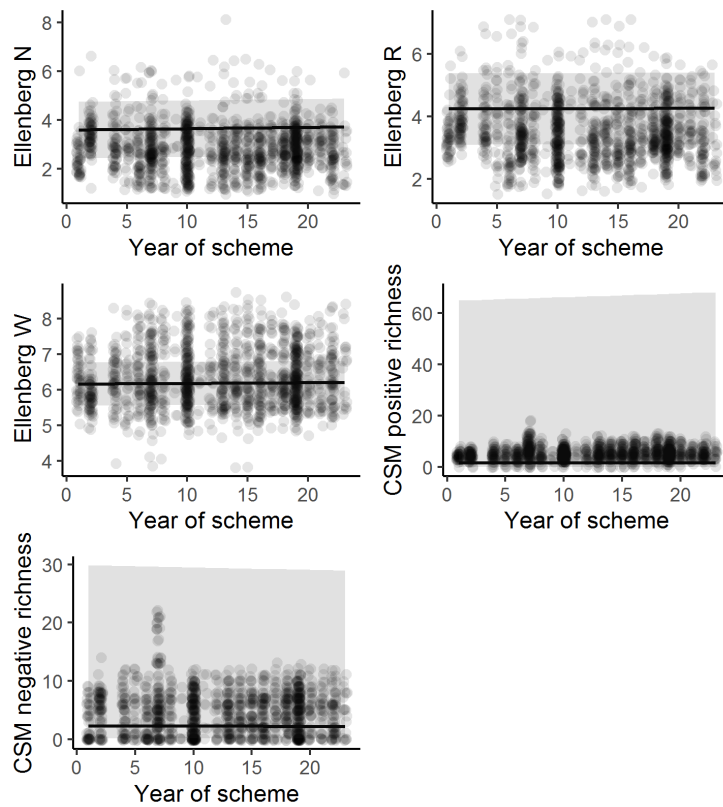 Ellenberg N
8
6
4
2
0 5 10 15 20
Year of scheme
Ellenberg R
6
4
2
0 5 10 15 20
Year of scheme
Ellenberg W
8
7
6
5
4
0 5 10 15 20
Year of scheme
CSM positive richness
60
40
20
0
0 5 10 15 20
Year of scheme
CSM negative richness
30
20
10
0
0 5 10 15 20
Year of scheme